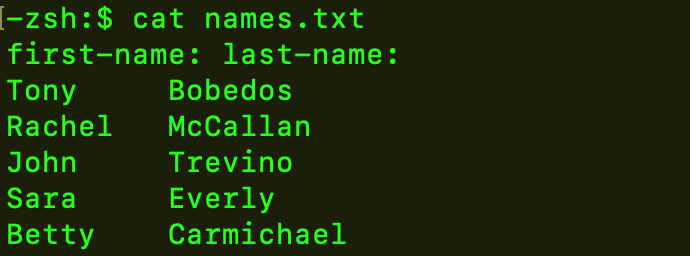 -zsh:$ cat names.txt
first-name: last-name:
Tony     Bobedos
Rachel   McCallan
John     Trevino
Sara     Everly
Betty    Carmichael